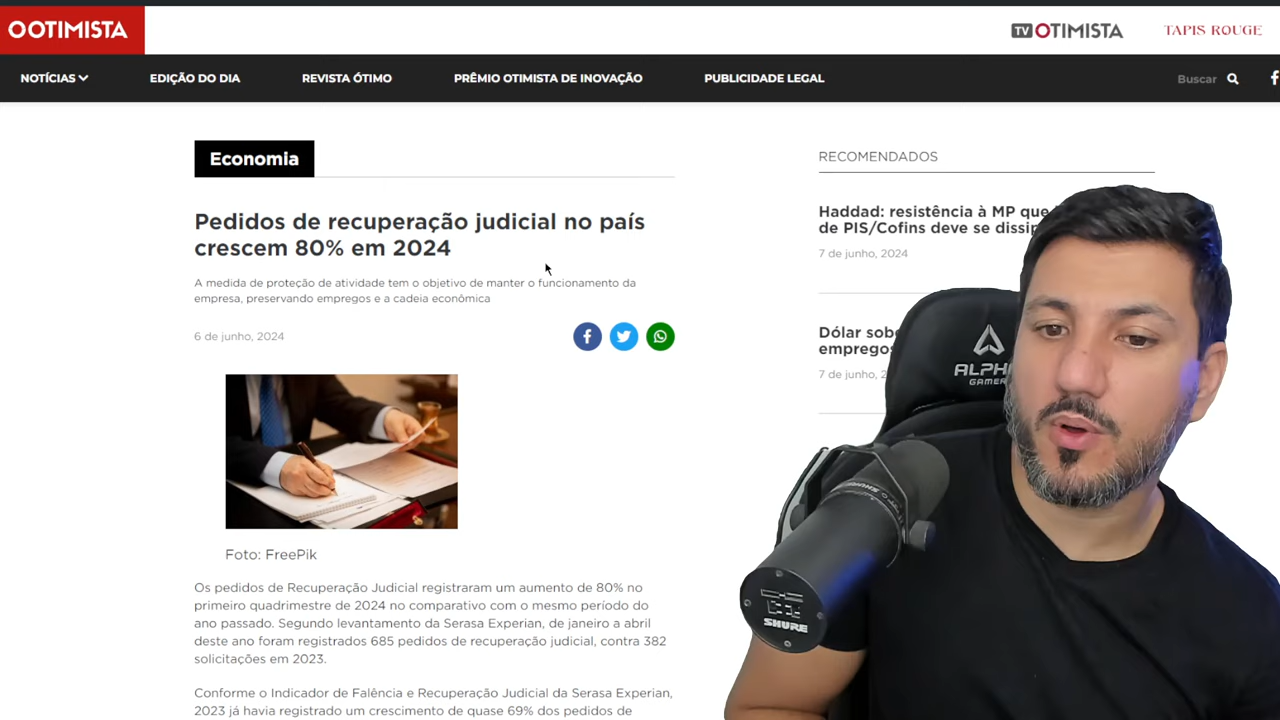 OOTIMISTA
TV OTIMISTA
TAPIS ROUGE
NOTÍCIAS
EDIÇÃO DO DIA
REVISTA ÓTIMO
PRÊMIO OTIMISTA DE INOVAÇÃO
PUBLICIDADE LEGAL
Buscar
Economia
Pedidos de recuperação judicial no país
crescem 80% em 2024
A medida de proteção de atividade tem o objetivo de manter o funcionamento da
empresa, preservando empregos e a cadeia econômica
6 de junho, 2024
Foto: FreePik
Os pedidos de Recuperação Judicial registraram um aumento de 80% no
primeiro quadrimestre de 2024 no comparativo com o mesmo período do
ano passado. Segundo levantamento da Serasa Experian, de janeiro a abril
deste ano foram registrados 685 pedidos de recuperação judicial, contra 382
solicitações em 2023.
Conforme o Indicador de Falência e Recuperação Judicial da Serasa Experian,
2023 já havia registrado um crescimento de quase 69% dos pedidos de
RECOMENDADOS
Haddad: resistência à MP que
de PIS/Cofins deve se
7 de junho, 2024
Dólar
empregos
7 de junho,
GAMER
SHURE